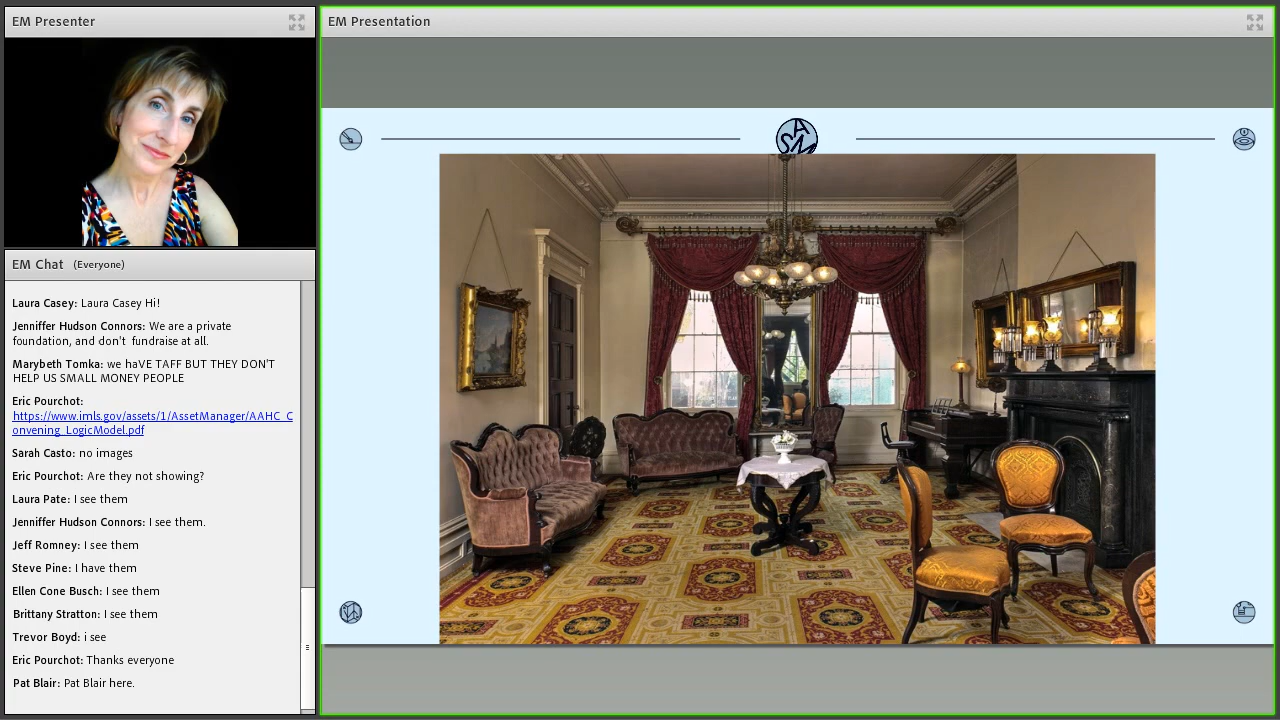 EM Presenter
EM Presentation
EM Chat (Everyone)
Laura Casey: Laura Casey Hi!
Jenniffer Hudson Connors: We are a private
foundation, and don't fundraise at all.
Marybeth Tomka: we haVE TAFF BUT THEY DON'T
HELP US SMALL MONEY PEOPLE
Eric Pourchot:
https://www.imls.gov/assets/1/AssetManager/AAHC_C
onvening_LogicModel.pdf
Sarah Casto: no images
Eric Pourchot: Are they not showing?
Laura Pate: I see them
Jenniffer Hudson Connors: I see them.
Jeff Romney: I see them
Steve Pine: I have them
Ellen Cone Busch: I see them
Brittany Stratton: I see them
Trevor Boyd: i see
Eric Pourchot: Thanks everyone
Pat Blair: Pat Blair here.
ASM